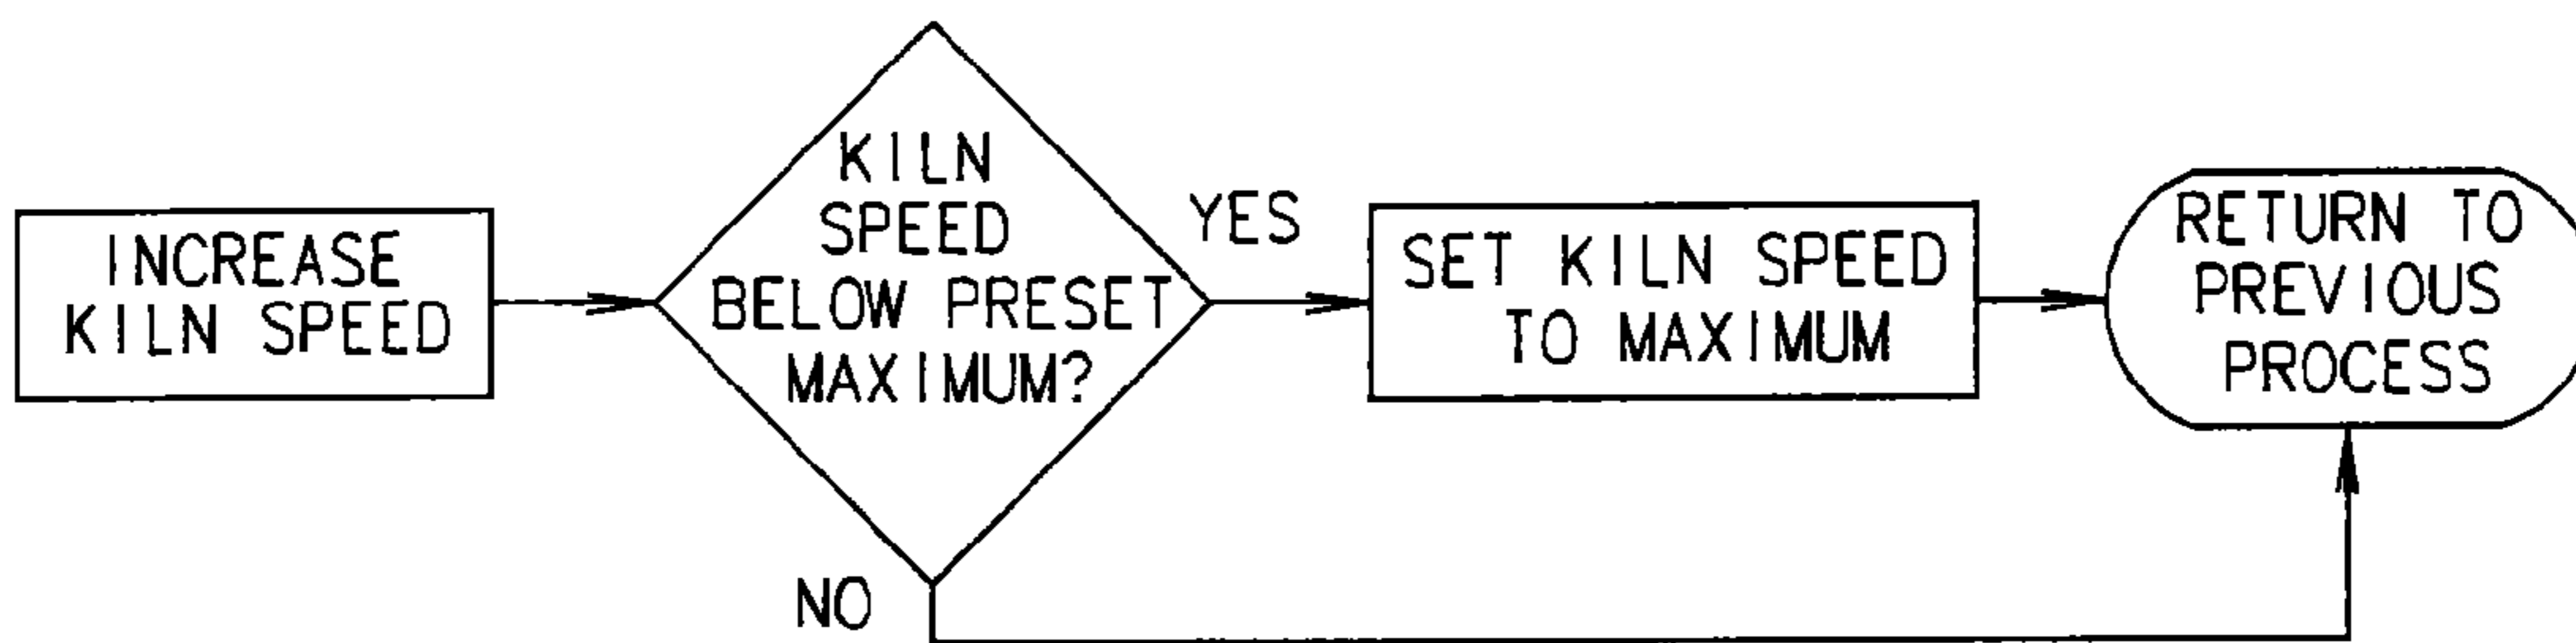 INCREASE
KILN SPEED
KILN
SPEED
BELOW PRESET
MAXIMUM?
YES
NO
SET KILN SPEED
TO MAXIMUM
RETURN TO
PREVIOUS
PROCESS